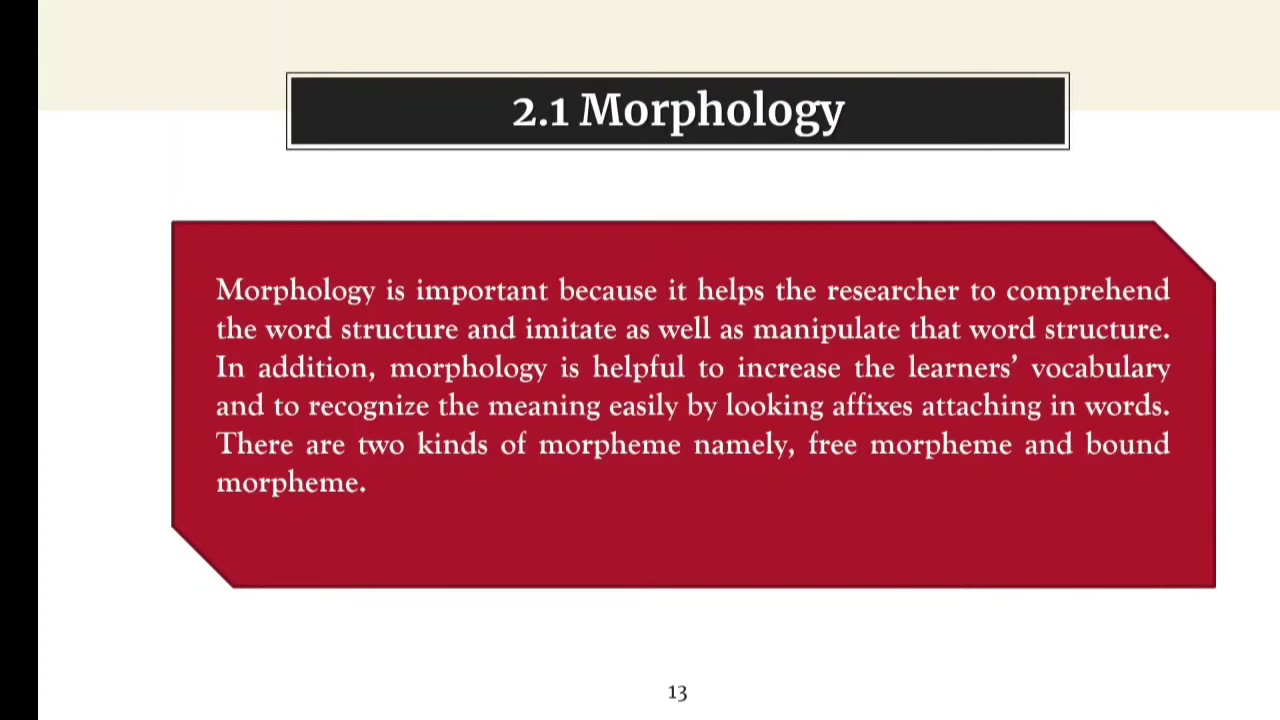 2.1 Morphology
Morphology is important because it helps the researcher to comprehend
the word structure and imitate as well as manipulate that word structure.
In addition, morphology is helpful to increase the learners’ vocabulary
and to recognize the meaning easily by looking affixes attaching in words.
There are two kinds of morpheme namely, free morpheme and bound
morpheme.
13